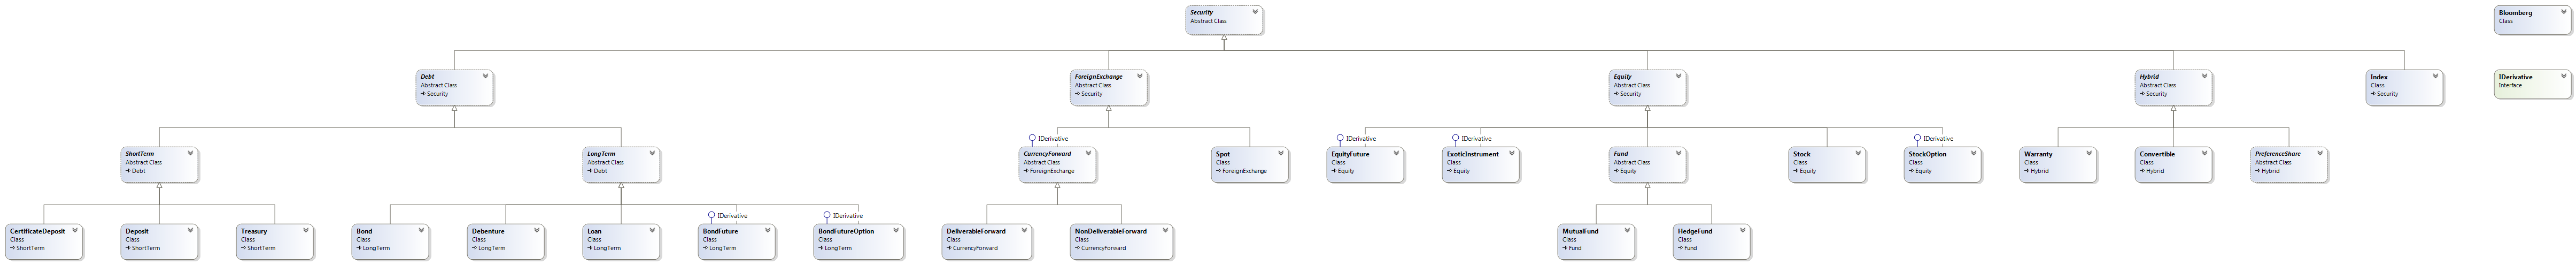 Security
Abstract Class
Bloomberg
Class
Debt
Abstract Class
Security
ForeignExchange
Abstract Class
Security
Equity
Abstract Class
Security
Hybrid
Abstract Class
Security
Index
Class
Security
IDerivative
Interface
ShortTerm
Abstract Class
Debt
LongTerm
Abstract Class
Debt
IDerivative
CurrencyForward
Abstract Class
ForeignExchange
Spot
Class
ForeignExchange
IDerivative
EquityFuture
Class
Equity
IDerivative
ExoticInstrument
Class
Equity
Fund
Abstract Class
Equity
Stock
Class
Equity
IDerivative
StockOption
Class
Equity
Warranty
Class
Hybrid
Convertible
Class
Hybrid
PreferenceShare
Abstract Class
Hybrid
CertificateDeposit
Class
ShortTerm
Deposit
Class
ShortTerm
Treasury
Class
ShortTerm
Bond
Class
LongTerm
Debenture
Class
LongTerm
Loan
Class
LongTerm
IDerivative
BondFuture
Class
LongTerm
IDerivative
BondFutureOption
Class
LongTerm
DeliverableForward
Class
CurrencyForward
NonDeliverableForward
Class
CurrencyForward
MutualFund
Class
Fund
HedgeFund
Class
Fund